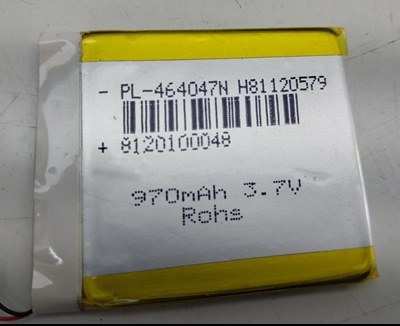 - PL-464047N H81120579
+ 8120100048
970mAh 3.7V
Rohs